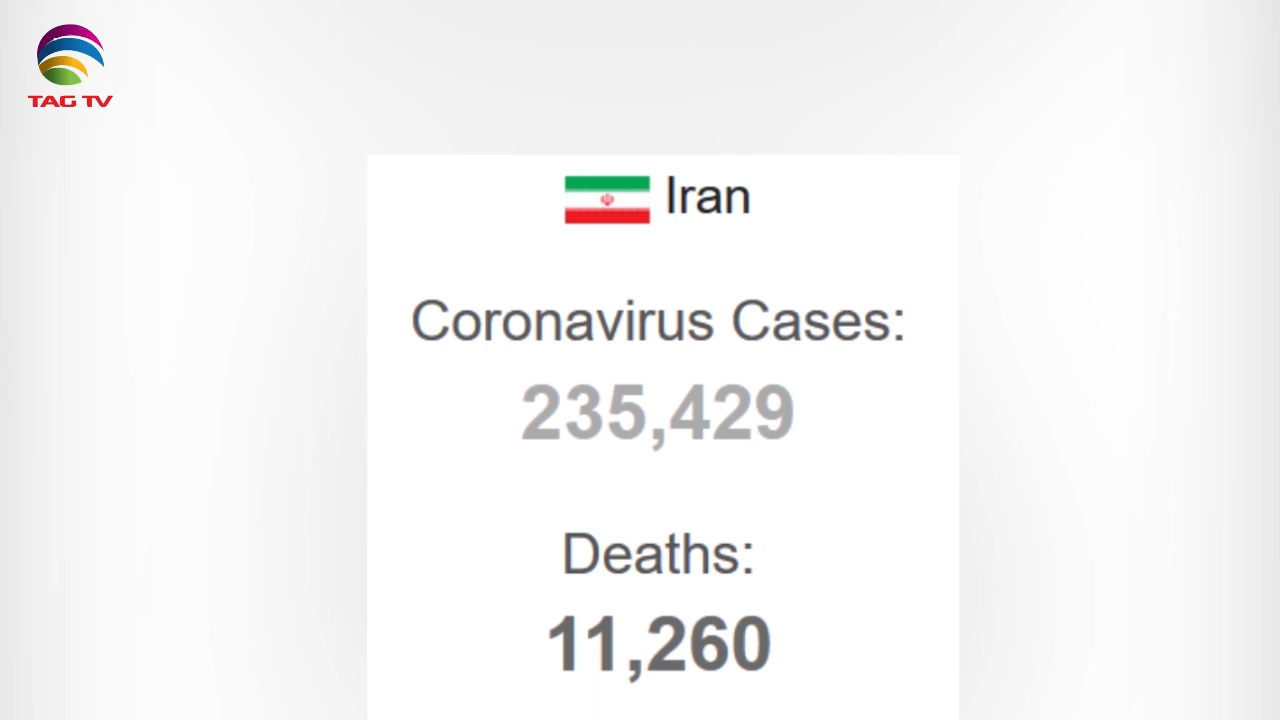 TAG TV
Iran
Coronavirus Cases:
235,429
Deaths:
11,260